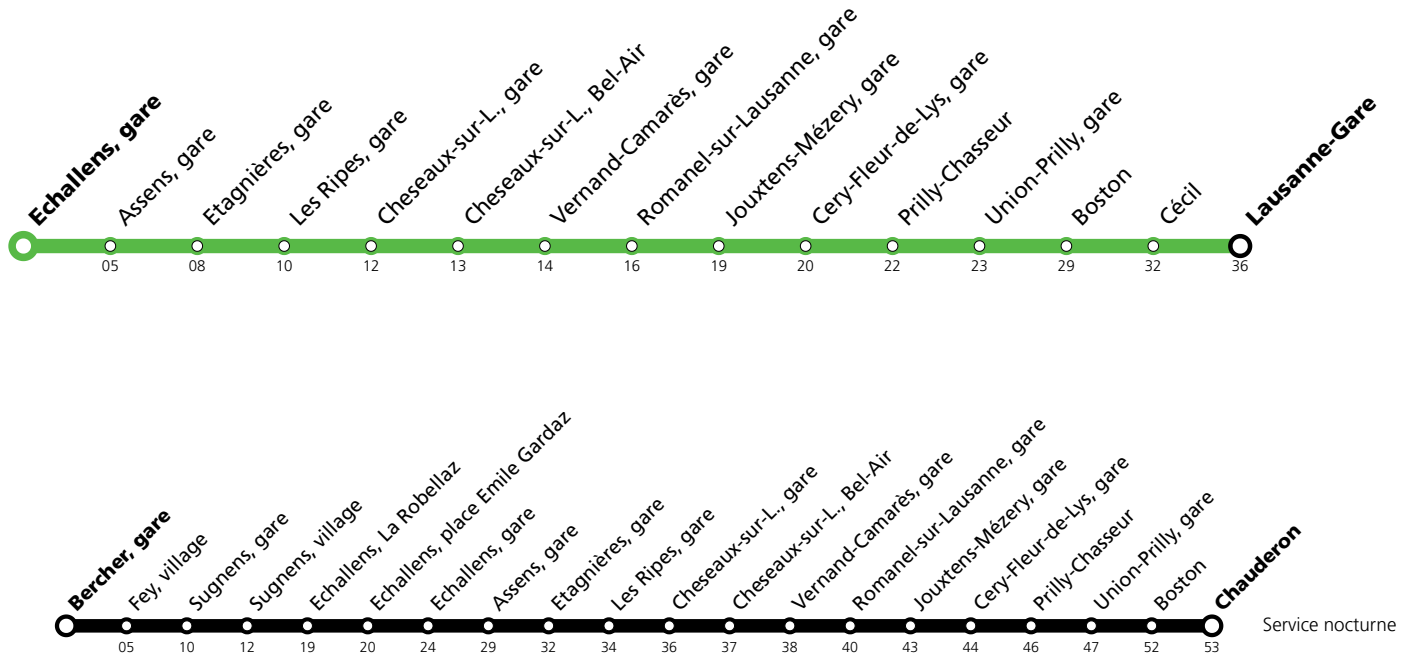 Echallens, gare
Assens, gare
Etagnières, gare
Les Ripes, gare
Cheseaux-sur-L., gare
Cheseaux-sur-L., Bel-Air
Vernand-Camarès, gare
Romanel-sur-Lausanne, gare
Jouxtens-Mézery, gare
Cery-Fleur-de-Lys, gare
Prilly-Chasseur
Union-Prilly, gare
Boston
Cécil
Lausanne-Gare
05 08 10 12 13 14 16 19 20 22 23 29 32 36
Bercher, gare
Fey, village
Sugnens, gare
Sugnens, village
Echallens, La Robellaz
Echallens, place Emile Gardaz
Echallens, gare
Assens, gare
Etagnières, gare
Les Ripes, gare
Cheseaux-sur-L., gare
Cheseaux-sur-L., Bel-Air
Vernand-Camarès, gare
Romanel-sur-Lausanne, gare
Jouxtens-Mézery, gare
Cery-Fleur-de-Lys, gare
Prilly-Chasseur
Union-Prilly, gare
Boston
Chauderon
Service nocturne
05 10 12 19 20 24 29 32 34 36 37 38 40 43 44 46 47 52 53